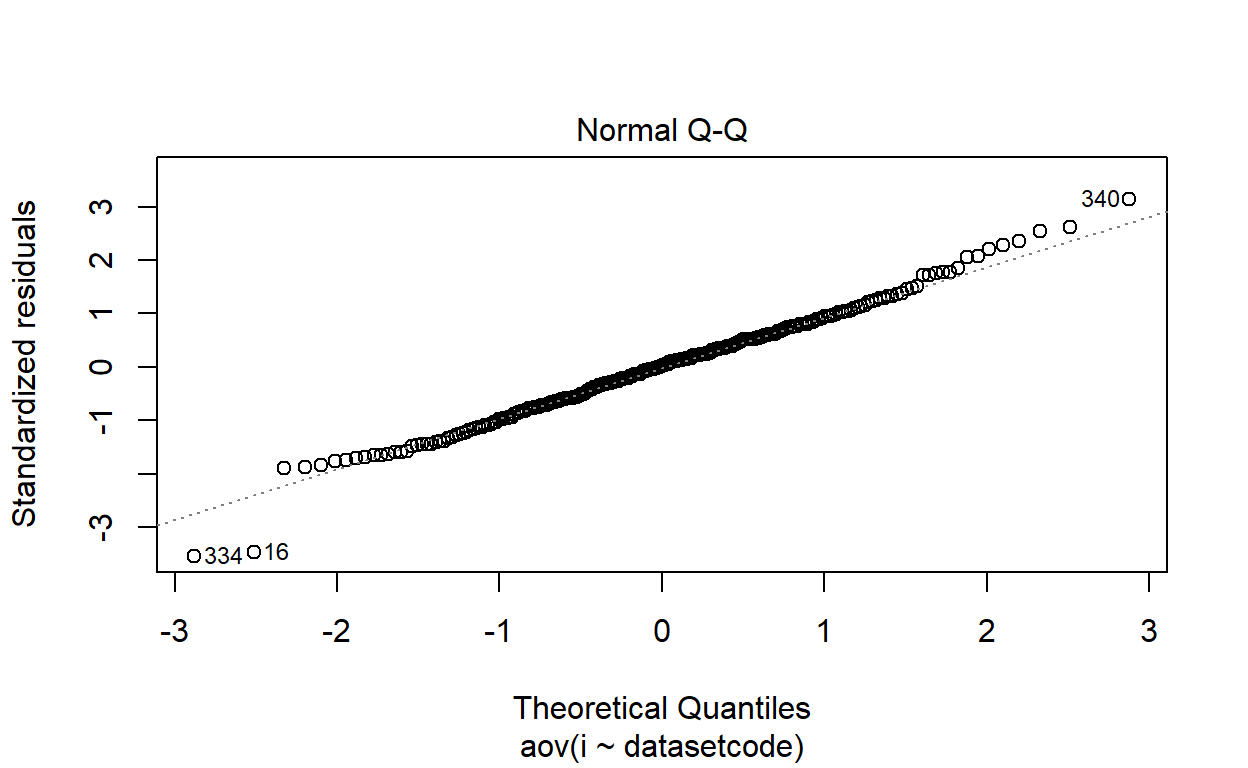 Normal Q-Q
Standardized residuals
3
2
1
0
-1
-3
340
334
16
-3 -2 -1 0 1 2 3
Theoretical Quantiles
aov(i ~ datasetcode)